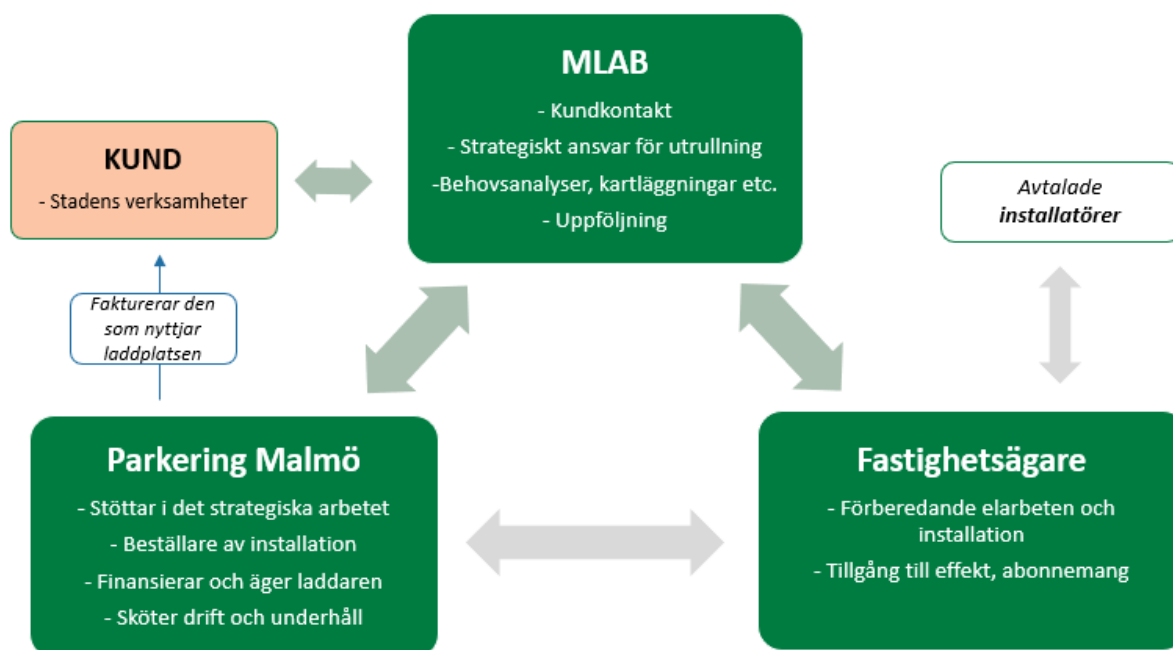 MLAB
- Kundkontakt
- Strategiskt ansvar för utrullning
-Behovsanalyser, kartläggningar etc.
- Uppföljning
KUND
- Stadens verksamheter
Avtalade
installatörer
Fakturerar den
som nyttjar
laddplatsen
Parkering Malmö
- Stöttar i det strategiska arbetet
- Beställare av installation
- Finansierar och äger laddaren
- Sköter drift och underhåll
Fastighetsägare
- Förberedande elarbeten och
installation
- Tillgång till effekt, abonnemang